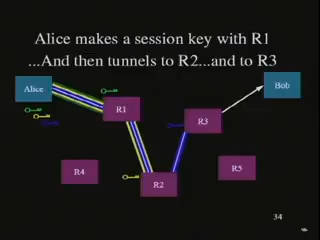 Alice makes a session key with R1
...And then tunnels to R2...and to R3
Alice
Bob
R1
R3
R4
R2
R5
34